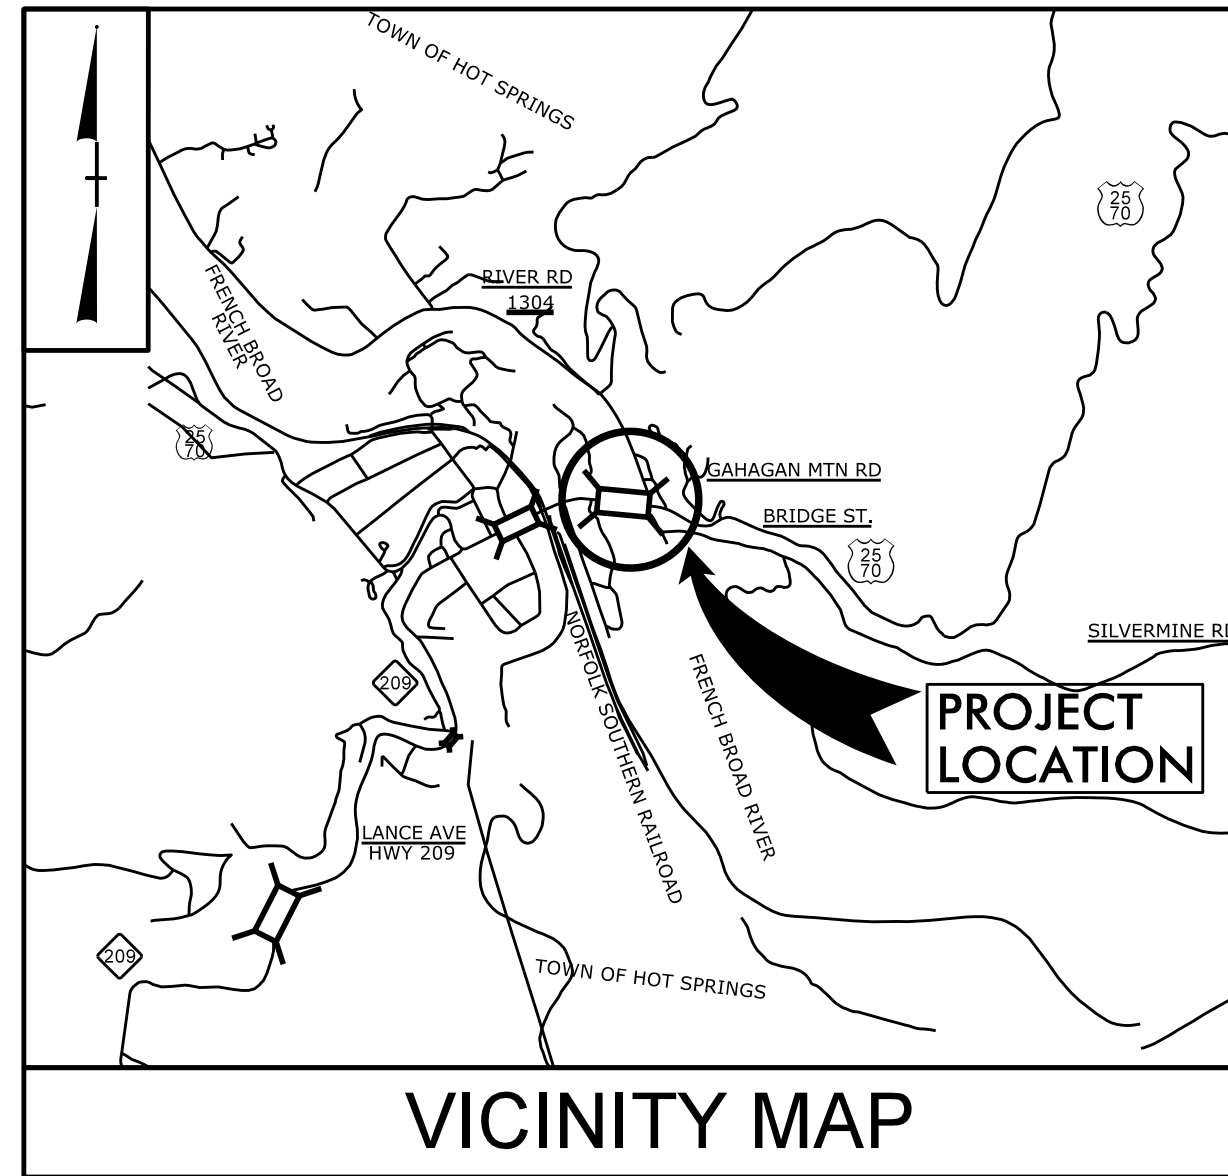 TOWN OF HOT SPRINGS
25
70
RIVER RD
1304
FRENCH BROAD
RIVER
25
70
GAHAGAN MTN RD
BRIDGE ST.
25
70
SILVERMINE RD
NORFOLK SOUTHERN RAILROAD
FRENCH BROAD RIVER
209
PROJECT
LOCATION
LANCE AVE
HWY 209
209
TOWN OF HOT SPRINGS
VICINITY MAP